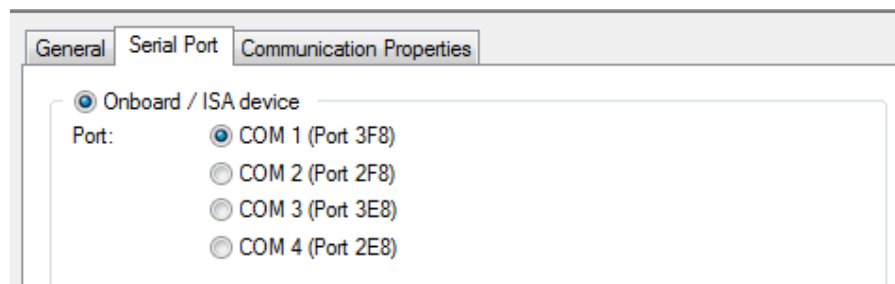 General Serial Port Communication Properties
Onboard / ISA device
Port: COM 1 (Port 3F8)
COM 2 (Port 2F8)
COM 3 (Port 3E8)
COM 4 (Port 2E8)